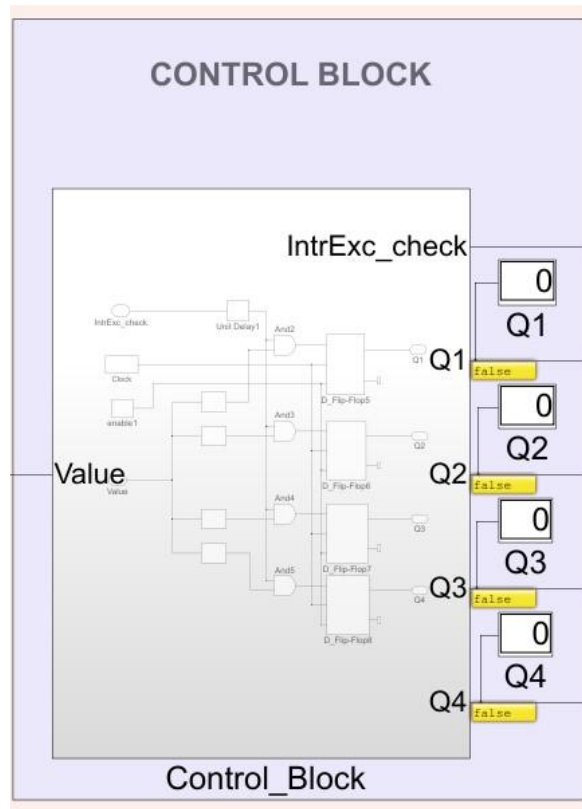 CONTROL BLOCK
IntrExc_check
0
Q1
IntrExc_check
Unit Delay1
And2
Q1
Q1
false
Clock
D_Flip-Flop5
0
Q2
enable1
And3
Q2
Value
Value
Q2
false
D_Flip-Flop6
0
Q3
And4
Q3
D_Flip-Flop7
Q3
false
And5
Q4
0
Q4
D_Flip-Flop8
Q4
false
Control_Block